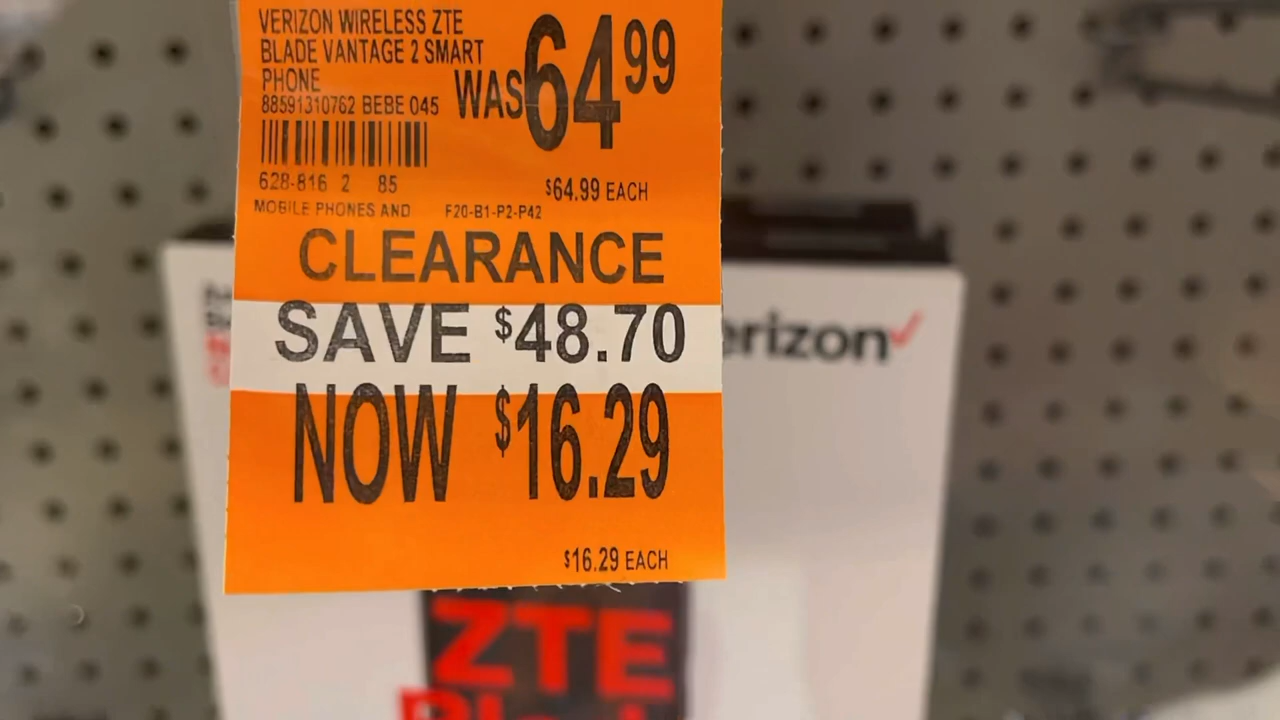 VERIZON WIRELESS ZTE
BLADE VANTAGE 2 SMART
PHONE
88591310762 BEBE 045
WAS 64 99
628-816 2 85
$64.99 EACH
MOBILE PHONES AND F20-B1-P2-P42
CLEARANCE
SAVE $48.70
NOW $16.29
$16.29 EACH
erizon
ZTE